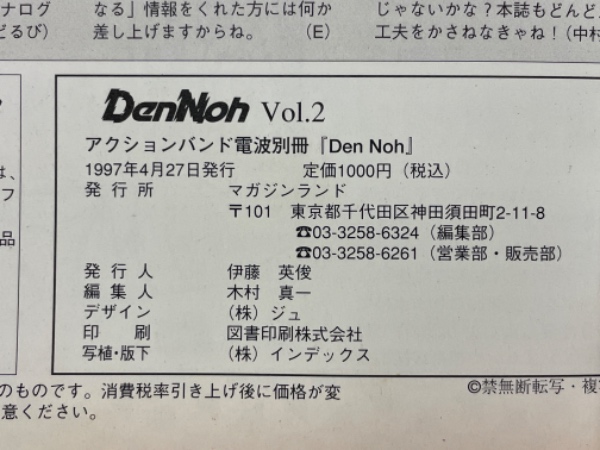 ナログ
なる」情報をくれた方には何か
じゃないかな?本誌もどんど
どるび)
差し上げますからね。 (E)
工夫をかさねなきゃね!(中村
DenNoh Vol.2
アクションバンド電波別冊『Den Noh』
1997年4月27日発行 定価1000円(税込)
発行所 マガジンランド
〒101 東京都千代田区神田須田町2-11-8
☎03-3258-6324(編集部)
☎03-3258-6261(営業部・販売部)
発行人 伊藤 英俊
編集人 木村 真一
デザイン (株)ジュ
印刷 図書印刷株式会社
写植・版下 (株)インデックス
は、
フ
品
のものです。消費税率引き上げ後に価格が変
意ください。
©禁無断転写・複